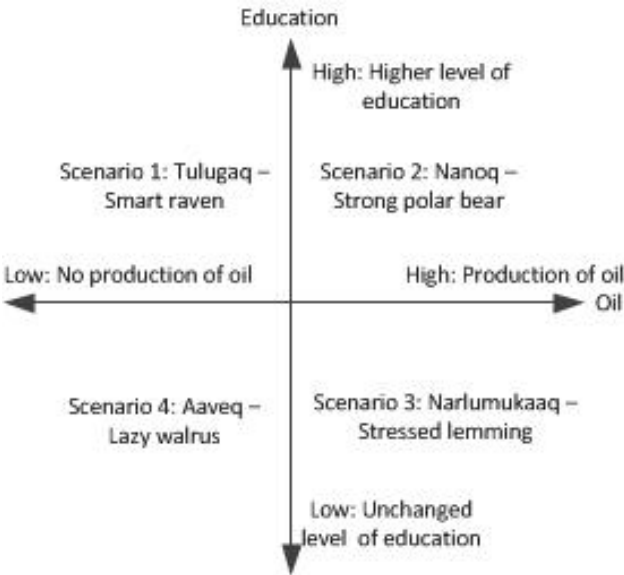 Education
High: Higher level of
education
Scenario 1: Tulugaq –
Smart raven
Scenario 2: Nanoq –
Strong polar bear
Low: No production of oil
High: Production of oil
Oil
Scenario 4: Aaveq –
Lazy walrus
Scenario 3: Narlumukaaq –
Stressed lemming
Low: Unchanged
level of education